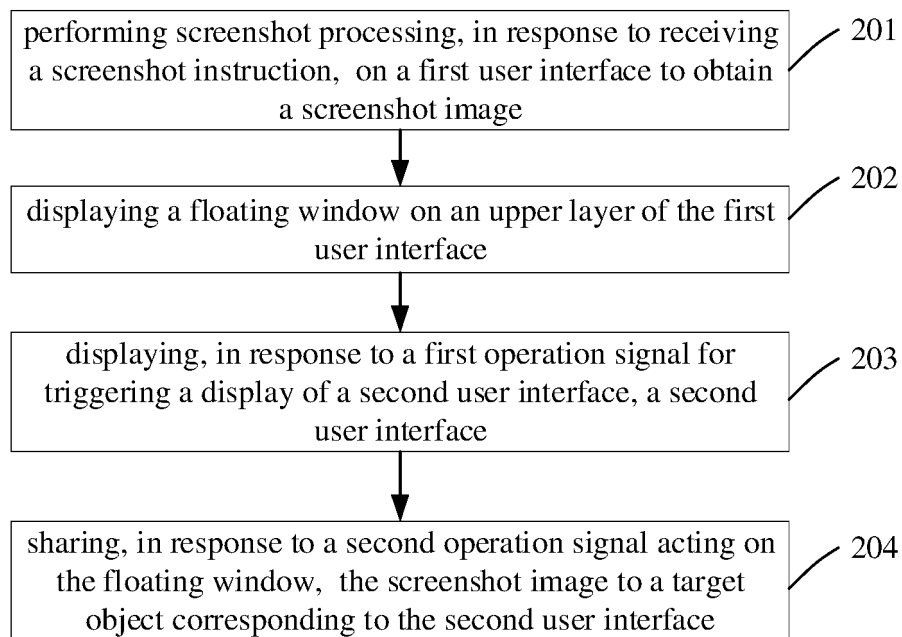 performing screenshot processing, in response to receiving
a screenshot instruction, on a first user interface to obtain
a screenshot image
201
displaying a floating window on an upper layer of the first
user interface
202
displaying, in response to a first operation signal for
triggering a display of a second user interface, a second
user interface
203
sharing, in response to a second operation signal acting on
the floating window, the screenshot image to a target
object corresponding to the second user interface
204